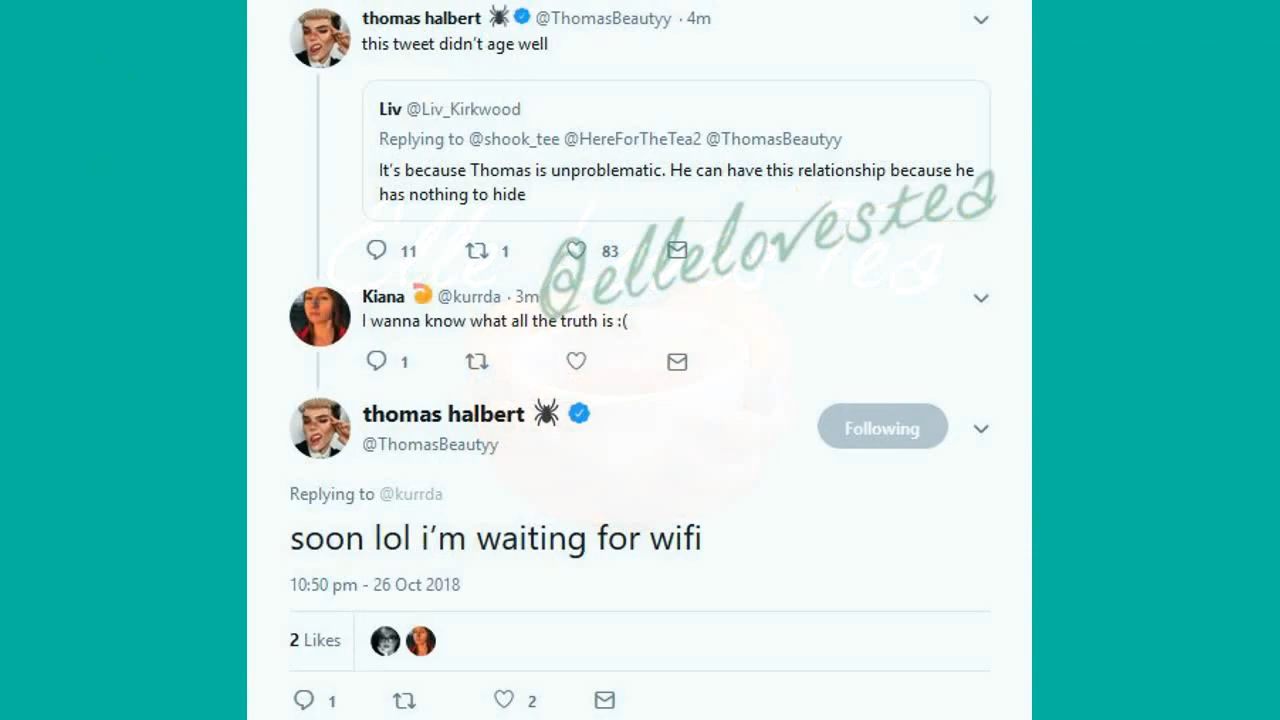 thomas halbert @ThomasBeautyy · 4m
this tweet didn't age well
Liv @Liv_Kirkwood
Replying to @shook_tee @HereForTheTea2 @ThomasBeautyy
It's because Thomas is unproblematic. He can have this relationship because he
has nothing to hide
11 1 83
@ellelovestea
Kiana @kurrda · 3m
I wanna know what all the truth is :(
1
thomas halbert
@ThomasBeautyy
Following
Replying to @kurrda
soon lol i'm waiting for wifi
10:50 pm - 26 Oct 2018
2 Likes
1 2